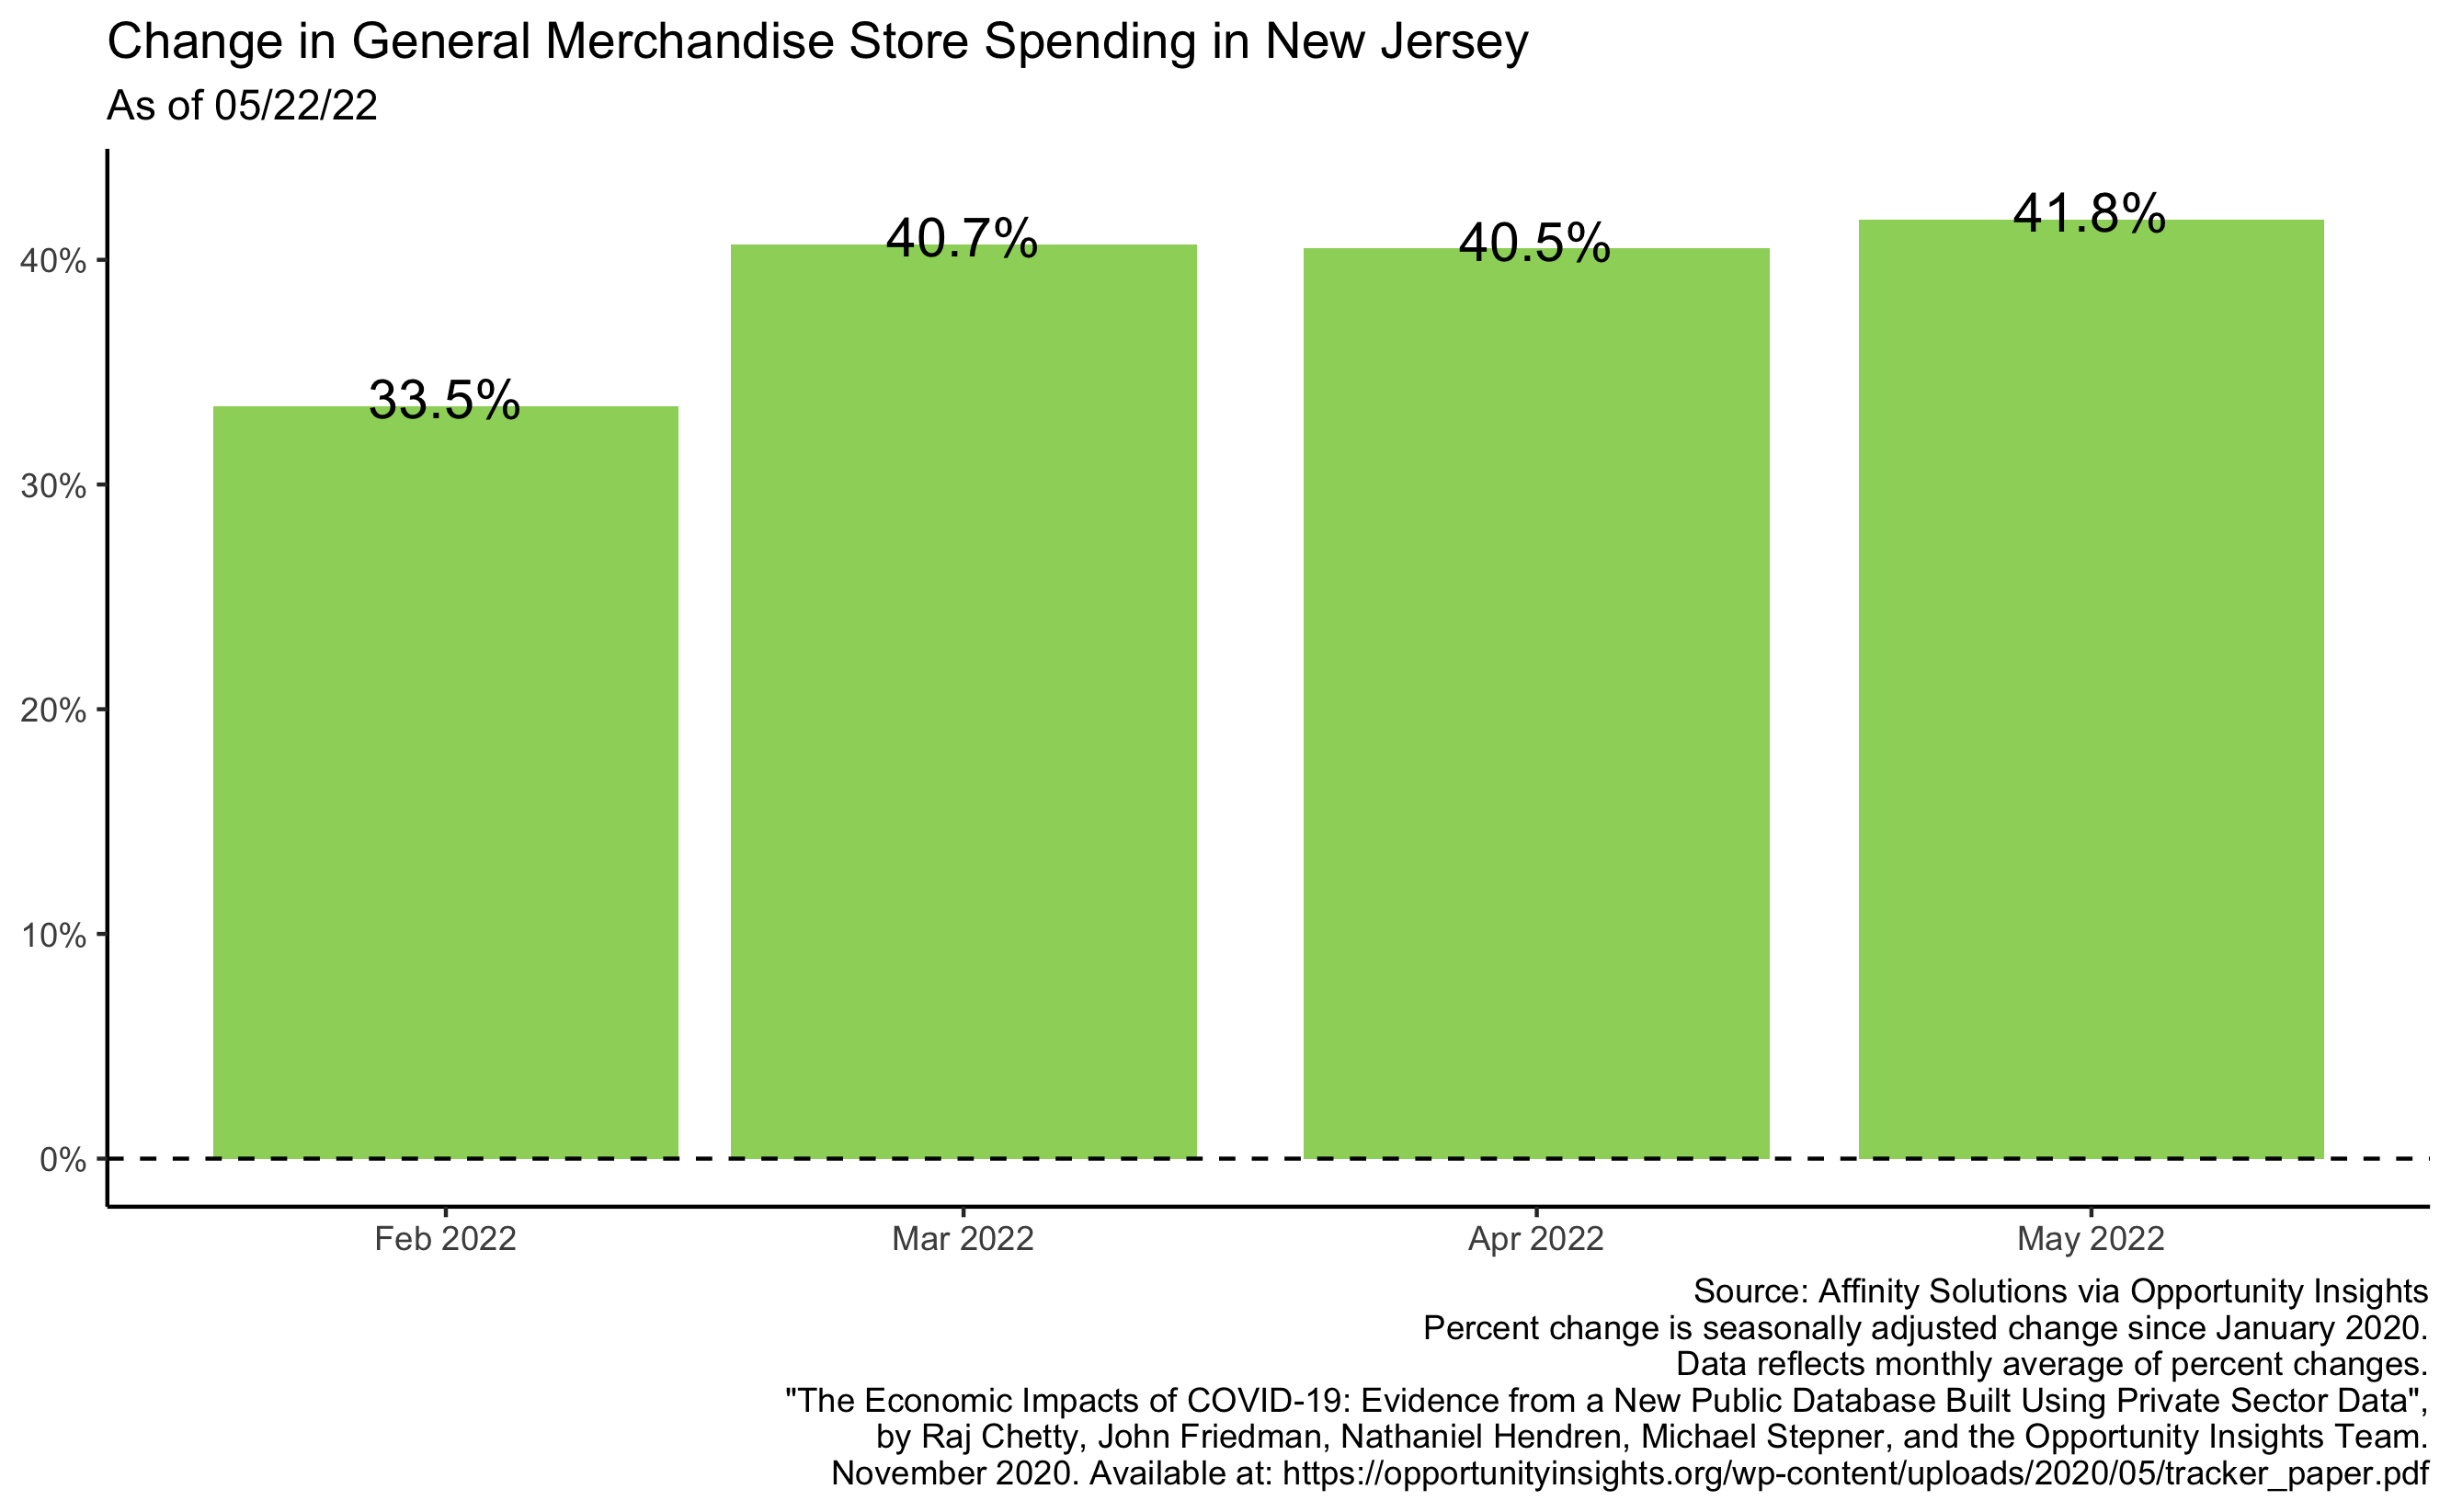 Change in General Merchandise Store Spending in New Jersey
As of 05/22/22
41.8%
40.7%
40.5%
33.5%
40%
30%
20%
10%
0%
Feb 2022
Mar 2022
Apr 2022
May 2022
Source: Affinity Solutions via Opportunity Insights
Percent change is seasonally adjusted change since January 2020.
Data reflects monthly average of percent changes.
"The Economic Impacts of COVID-19: Evidence from a New Public Database Built Using Private Sector Data",
by Raj Chetty, John Friedman, Nathaniel Hendren, Michael Stepner, and the Opportunity Insights Team.
November 2020. Available at: https://opportunityinsights.org/wp-content/uploads/2020/05/tracker_paper.pdf